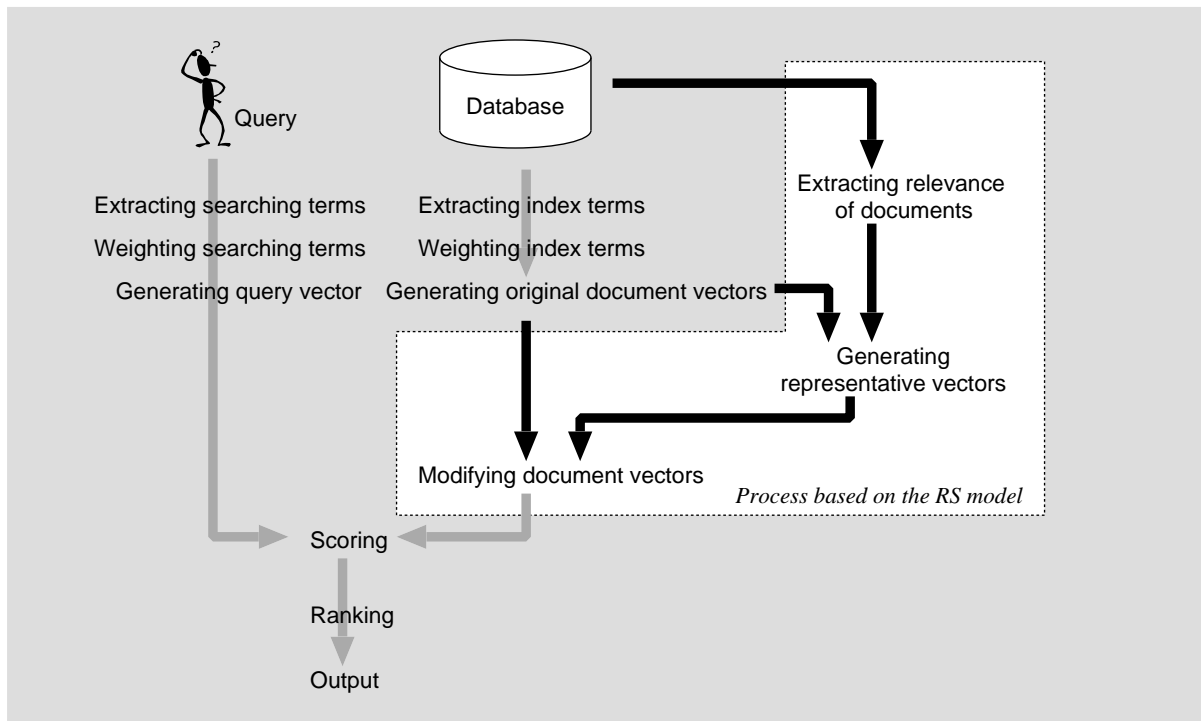 ?
Query
Database
Extracting searching terms
Weighting searching terms
Generating query vector
Extracting index terms
Weighting index terms
Generating original document vectors
Extracting relevance
of documents
Generating
representative vectors
Modifying document vectors
Process based on the RS model
Scoring
Ranking
Output